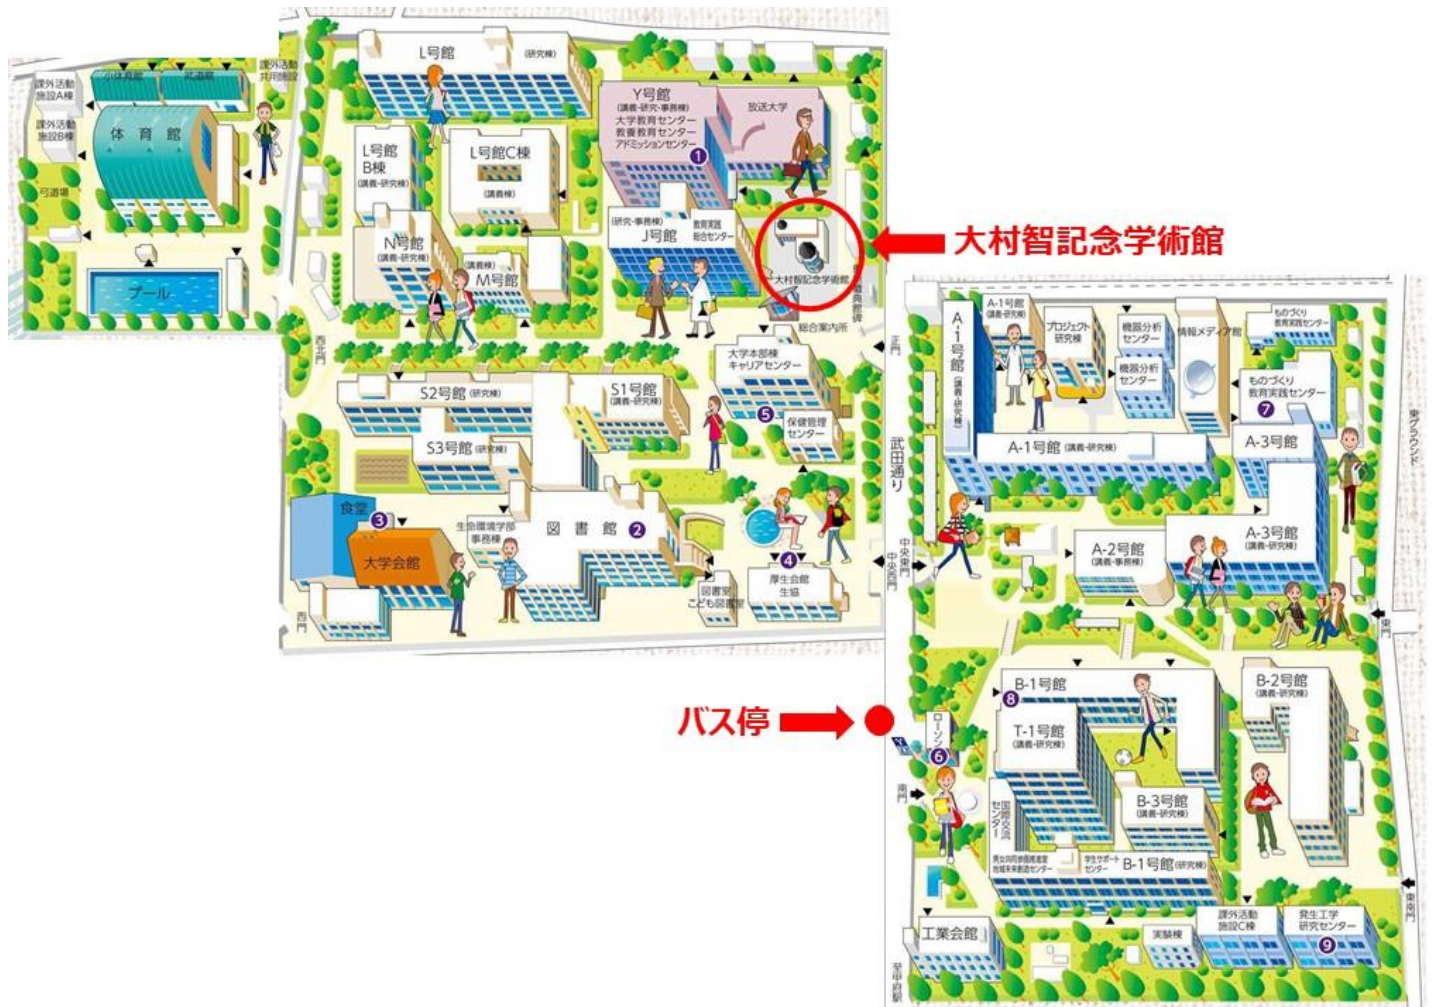 課外活動
施設A棟
小体育館
武道館
課外活動
共用施設
課外活動
施設B棟
体育館
弓道場
プール
L号館
(研究棟)
L号館
B棟
(講義・研究棟)
L号館C棟
(講義棟)
N号館
(講義・研究棟)
(講義棟)
M号館
Y号館
(講義・研究・事務棟)
大学教育センター
教養教育センター
アドミッションセンター
1
放送大学
(研究・事務棟)
J号館
教育実践
総合センター
大村智記念学術館
大村智記念学術館
総合案内所
正門
西北門
大学本部棟
キャリアセンター
5
保健管理
センター
S2号館 (研究棟)
S1号館
(講義・研究棟)
S3号館 (研究棟)
食堂
3
大学会館
生命環境学部
事務棟
図書館
2
4
厚生会館
生協
図書室
こども図書室
西門
武田通り
中央東門
中央西門
バス停
A-1号館
(講義・研究棟)
A-1号館
(講義・研究棟)
プロジェクト
研究棟
機器分析
センター
機器分析
センター
情報メディア館
ものづくり
教育実践センター
ものづくり
教育実践センター
7
A-1号館 (講義・研究棟)
A-3号館
東グラウンド
A-3号館
(講義・研究棟)
A-2号館
(講義・事務棟)
東門
B-1号館
8
T-1号館
(講義・研究棟)
B-2号館
(講義・研究棟)
ローソン
6
南門
国際交流
センター
B-3号館
(講義・研究棟)
男女共同参画推進室
地域未来創造センター
学生サポート
センター
B-1号館 (研究棟)
東南門
工業会館
実験棟
課外活動
施設C棟
発生工学
研究センター
9
至甲府駅